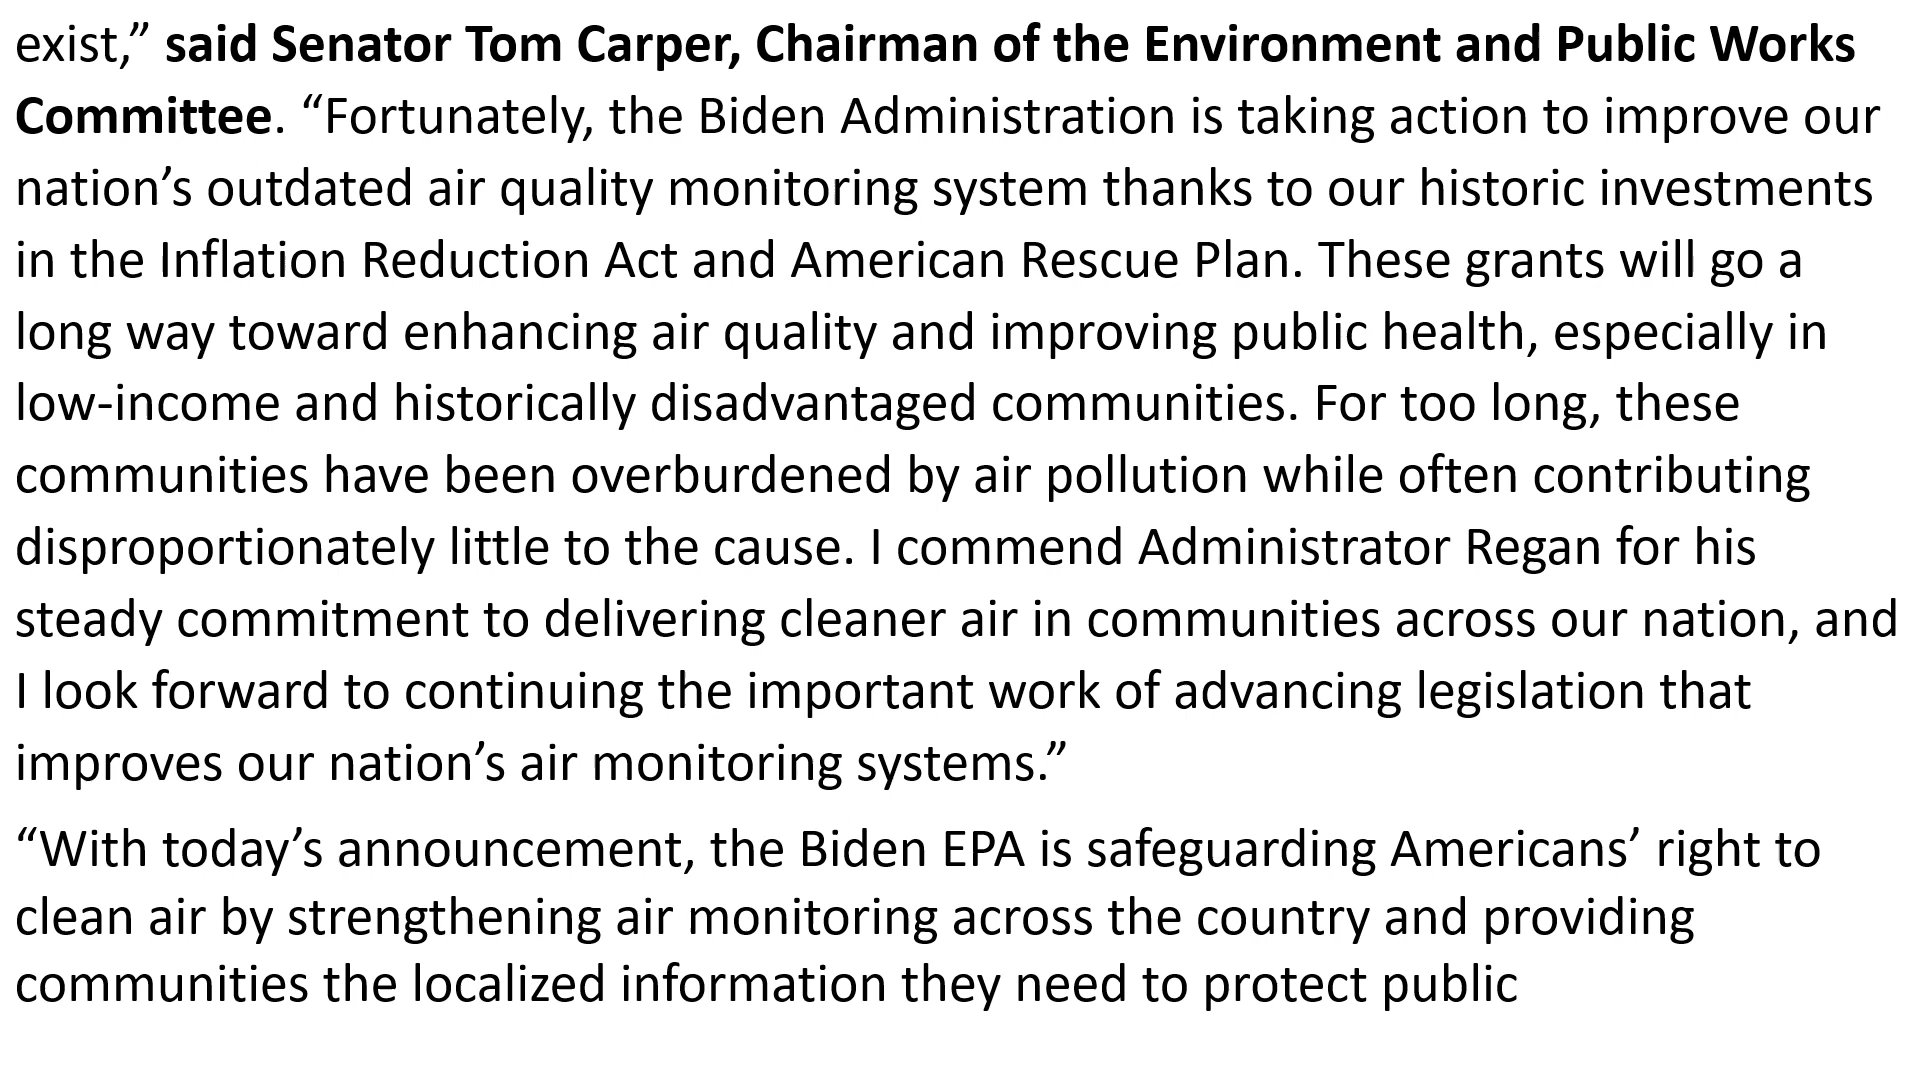 exist,” said Senator Tom Carper, Chairman of the Environment and Public Works
Committee. “Fortunately, the Biden Administration is taking action to improve our
nation’s outdated air quality monitoring system thanks to our historic investments
in the Inflation Reduction Act and American Rescue Plan. These grants will go a
long way toward enhancing air quality and improving public health, especially in
low-income and historically disadvantaged communities. For too long, these
communities have been overburdened by air pollution while often contributing
disproportionately little to the cause. I commend Administrator Regan for his
steady commitment to delivering cleaner air in communities across our nation, and
I look forward to continuing the important work of advancing legislation that
improves our nation’s air monitoring systems.”
“With today’s announcement, the Biden EPA is safeguarding Americans’ right to
clean air by strengthening air monitoring across the country and providing
communities the localized information they need to protect public